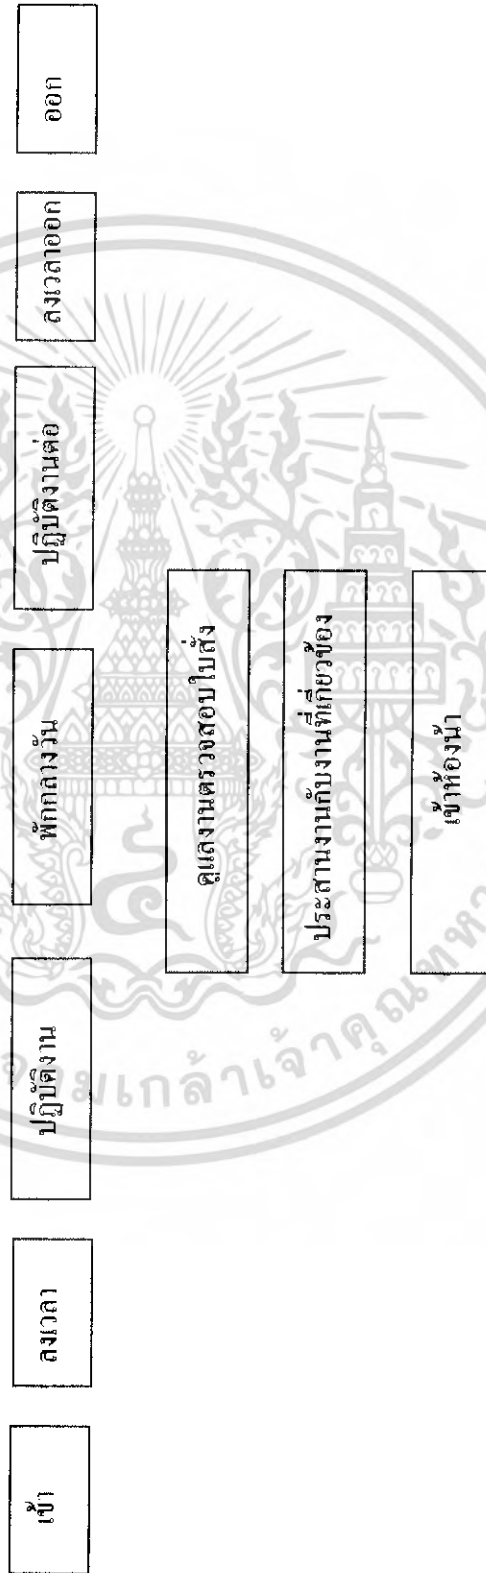 เข้า
ลงเวลา
ปฏิบัติงาน
พักกลางวัน
ปฏิบัติงานต่อ
ลงเวลาออก
ออก
ดูแลงานตรวจสอบใบสั่ง
ประสานงานกับงานที่เกี่ยวข้อง
เข้าห้องน้ำ